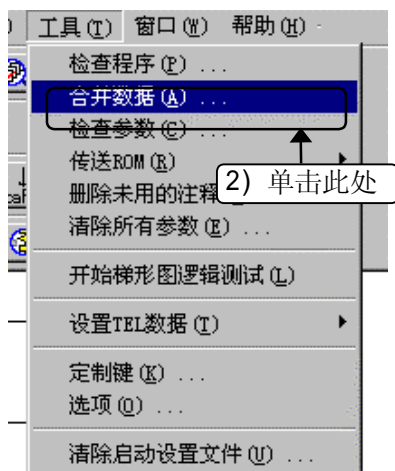 工具(T) 窗口(W) 帮助(H)
检查程序(P) ...
合并数据(A) ...
检查参数(C) ...
传送ROM(R)
2) 单击此处
删除未用的注释
清除所有参数(E) ...
开始梯形图逻辑测试(L)
设置TEL数据(T)
定制键(K) ...
选项(O) ...
清除启动设置文件(U) ...